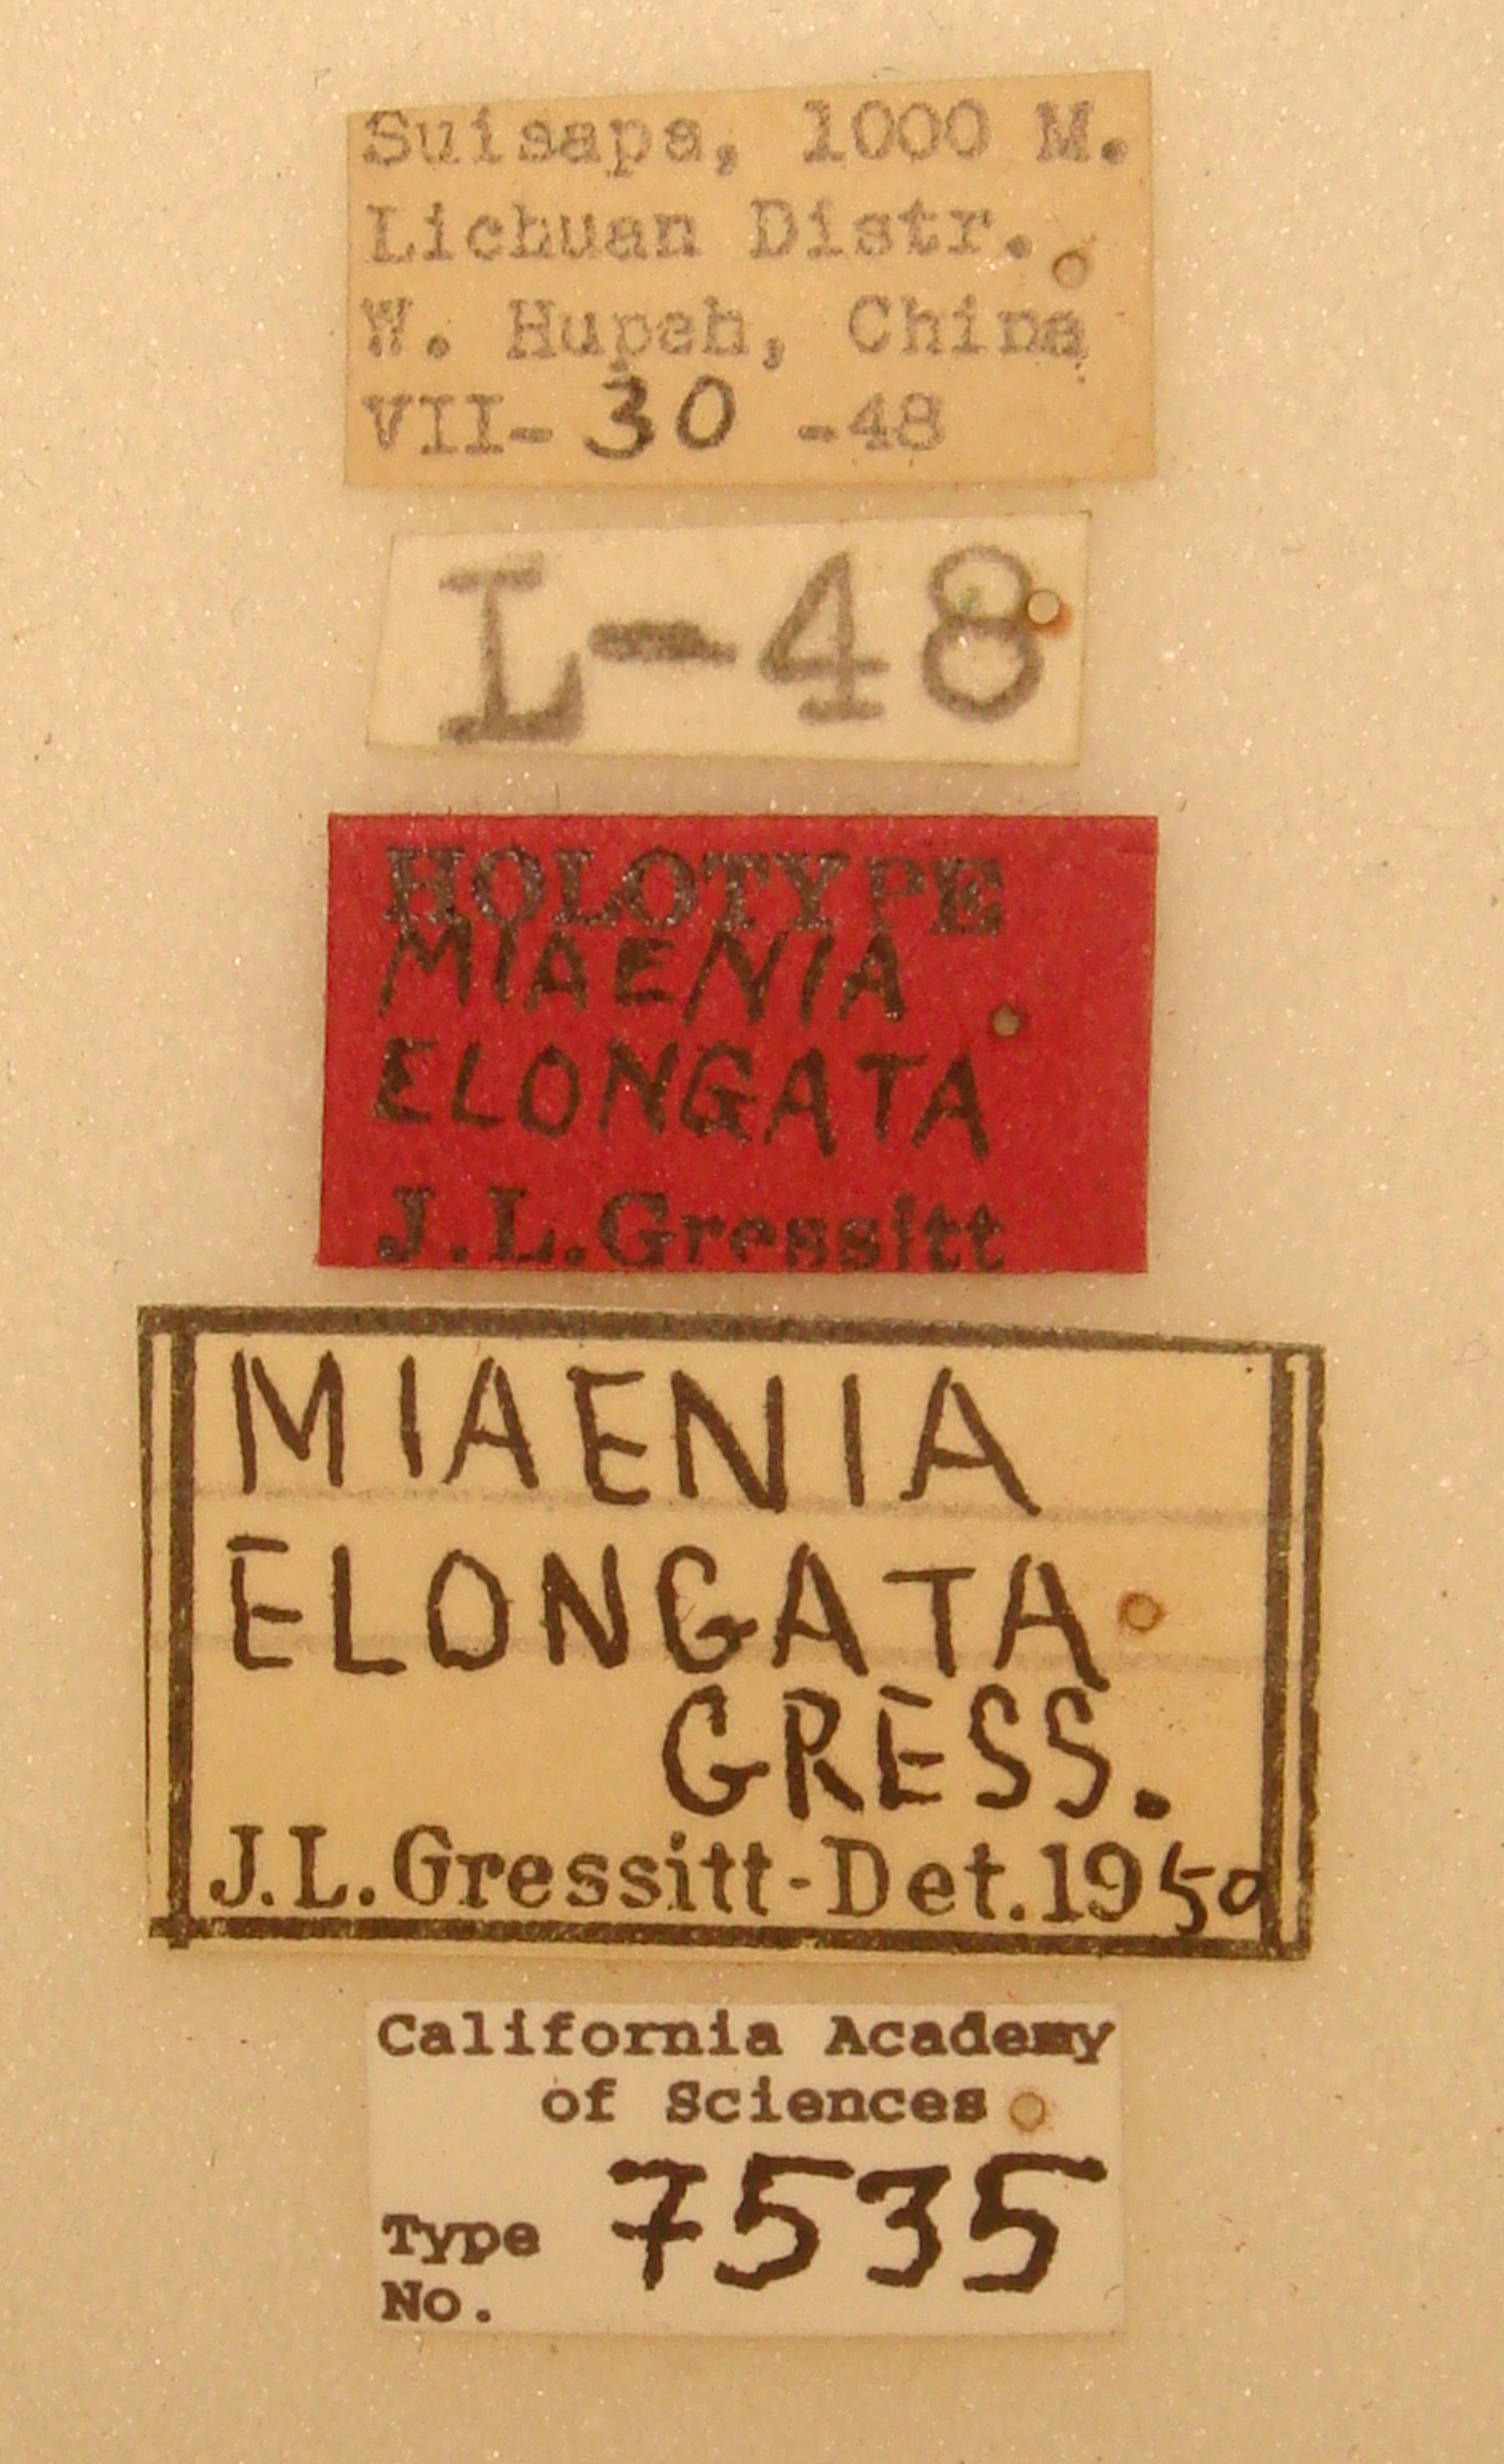 Suisapa, 1000 M.
Lichuan Distr.
W. Hupeh, China
VII-30 -48
L-48
HOLOTYPE
MIAENIA
ELONGATA
J.L.Gressitt
MIAENIA
ELONGATA
GRESS.
J.L.Gressitt-Det.1950
California Academy
of Sciences
Type 7535
No.